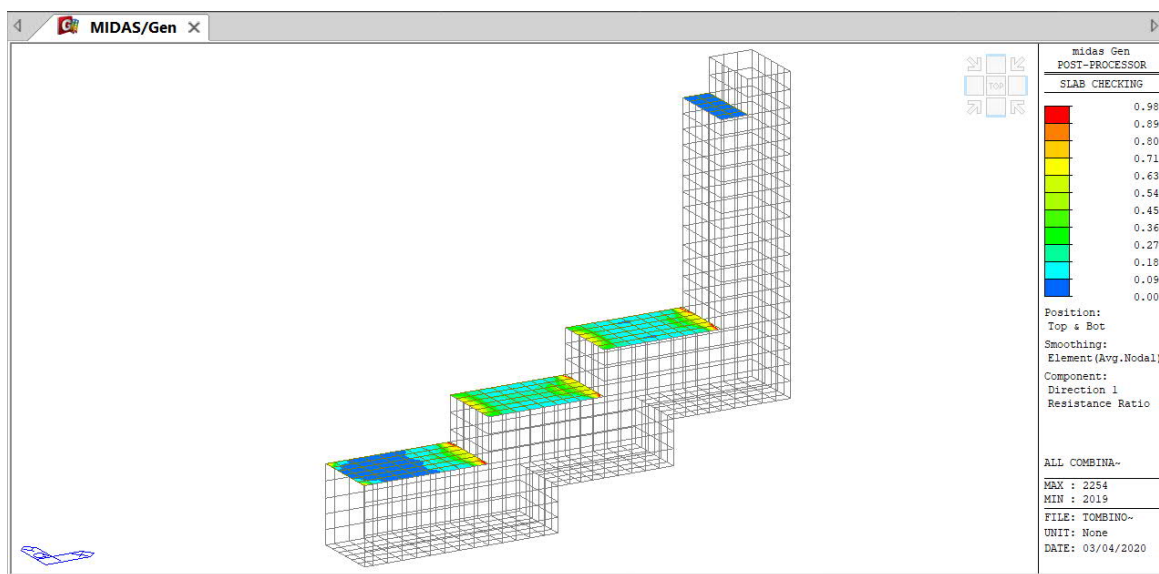 MIDAS/Gen
TOP
midas Gen
POST-PROCESSOR
SLAB CHECKING
0.98
0.89
0.80
0.71
0.63
0.54
0.45
0.36
0.27
0.18
0.09
0.00
Position:
Top & Bot
Smoothing:
Element(Avg.Nodal)
Component:
Direction 1
Resistance Ratio
ALL COMBINA~
MAX : 2254
MIN : 2019
FILE: TOMBINO~
UNIT: None
DATE: 03/04/2020